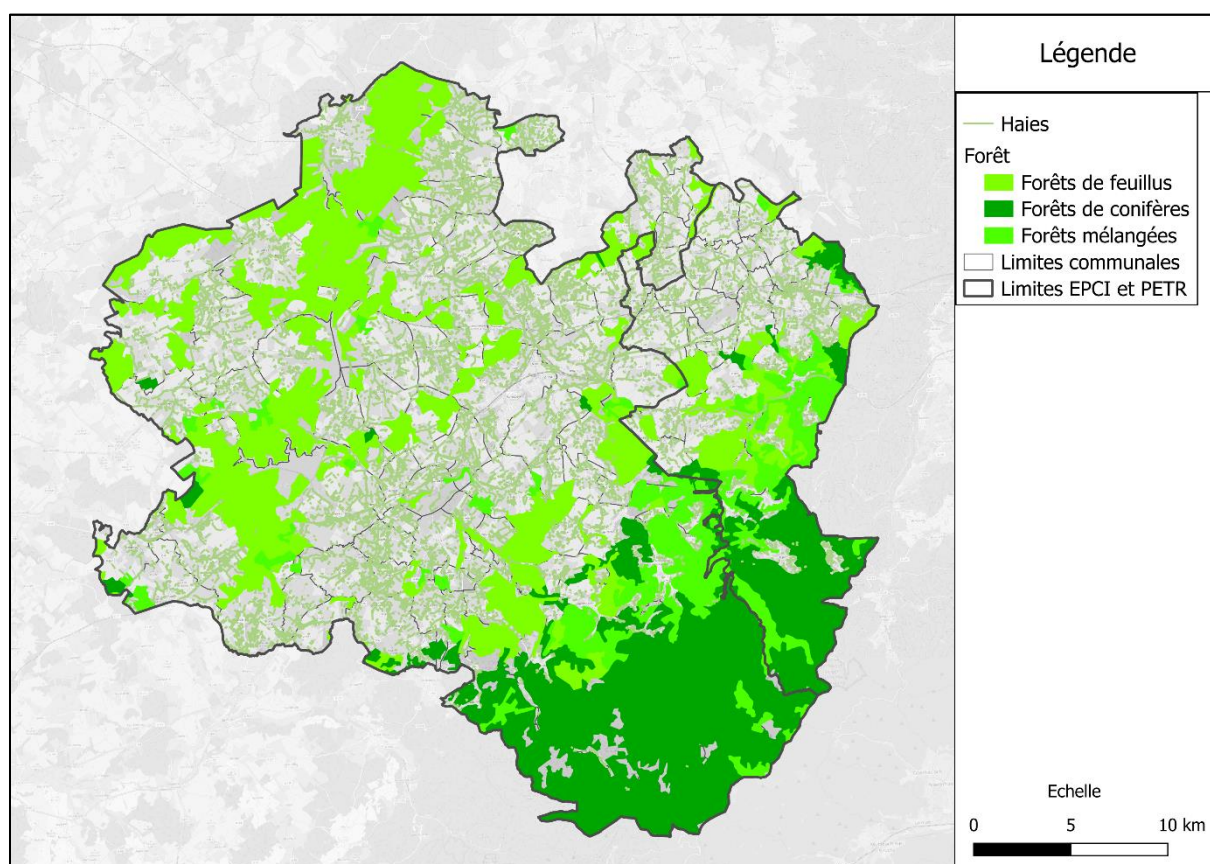 Légende
Haies
Forêt
Forêts de feuillus
Forêts de conifères
Forêts mélangées
Limites communales
Limites EPCI et PETR
Echelle
0 5 10 km